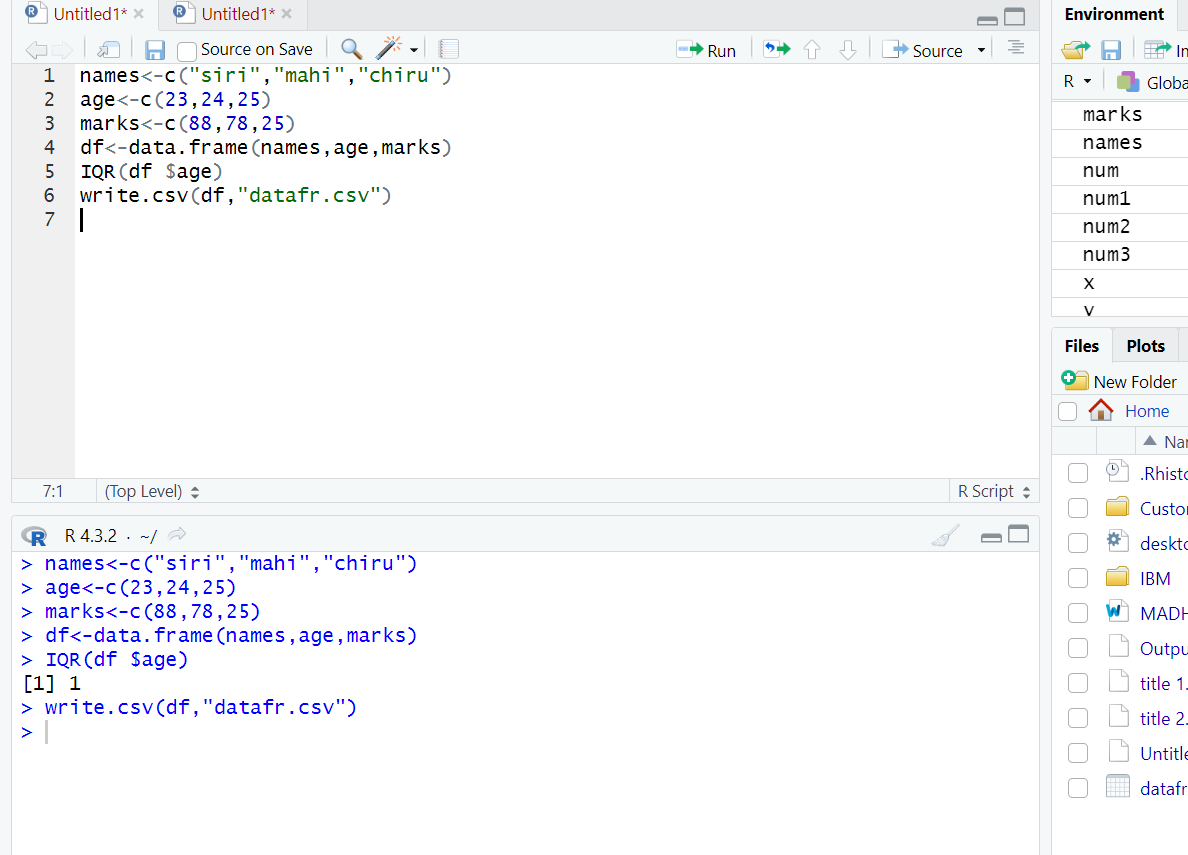 Untitled1* Untitled1*
Source on Save Run Source
1 names<-c("siri","mahi","chiru")
2 age<-c(23,24,25)
3 marks<-c(88,78,25)
4 df<-data.frame(names,age,marks)
5 IQR(df $age)
6 write.csv(df,"datafr.csv")
7
7:1 (Top Level) R Script
R 4.3.2 · ~/
> names<-c("siri","mahi","chiru")
> age<-c(23,24,25)
> marks<-c(88,78,25)
> df<-data.frame(names,age,marks)
> IQR(df $age)
[1] 1
> write.csv(df,"datafr.csv")
>
Environment
In
R Globa
marks
names
num
num1
num2
num3
x
Files Plots
New Folder
Home
Nar
.Rhisto
Custor
deskto
IBM
MADH
Outpu
title 1.
title 2.
Untitle
datafr